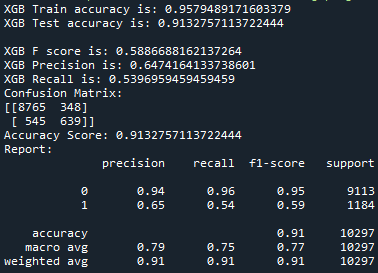 XGB Train accuracy is: 0.9579489171603379
XGB Test accuracy is: 0.9132757113722444
XGB F score is: 0.5886688162137264
XGB Precision is: 0.6474164133738601
XGB Recall is: 0.5396959459459459
Confusion Matrix:
[[8765  348]
 [ 545  639]]
Accuracy Score: 0.9132757113722444
Report:
              precision    recall  f1-score   support
           0       0.94      0.96      0.95      9113
           1       0.65      0.54      0.59      1184
    accuracy                           0.91     10297
   macro avg       0.79      0.75      0.77     10297
weighted avg       0.91      0.91      0.91     10297